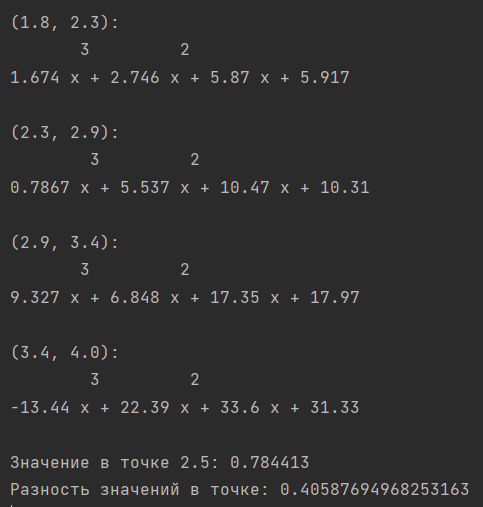 (1.8, 2.3):
3 2
1.674 x + 2.746 x + 5.87 x + 5.917
(2.3, 2.9):
3 2
0.7867 x + 5.537 x + 10.47 x + 10.31
(2.9, 3.4):
3 2
9.327 x + 6.848 x + 17.35 x + 17.97
(3.4, 4.0):
3 2
-13.44 x + 22.39 x + 33.6 x + 31.33
Значение в точке 2.5: 0.784413
Разность значений в точке: 0.40587694968253163